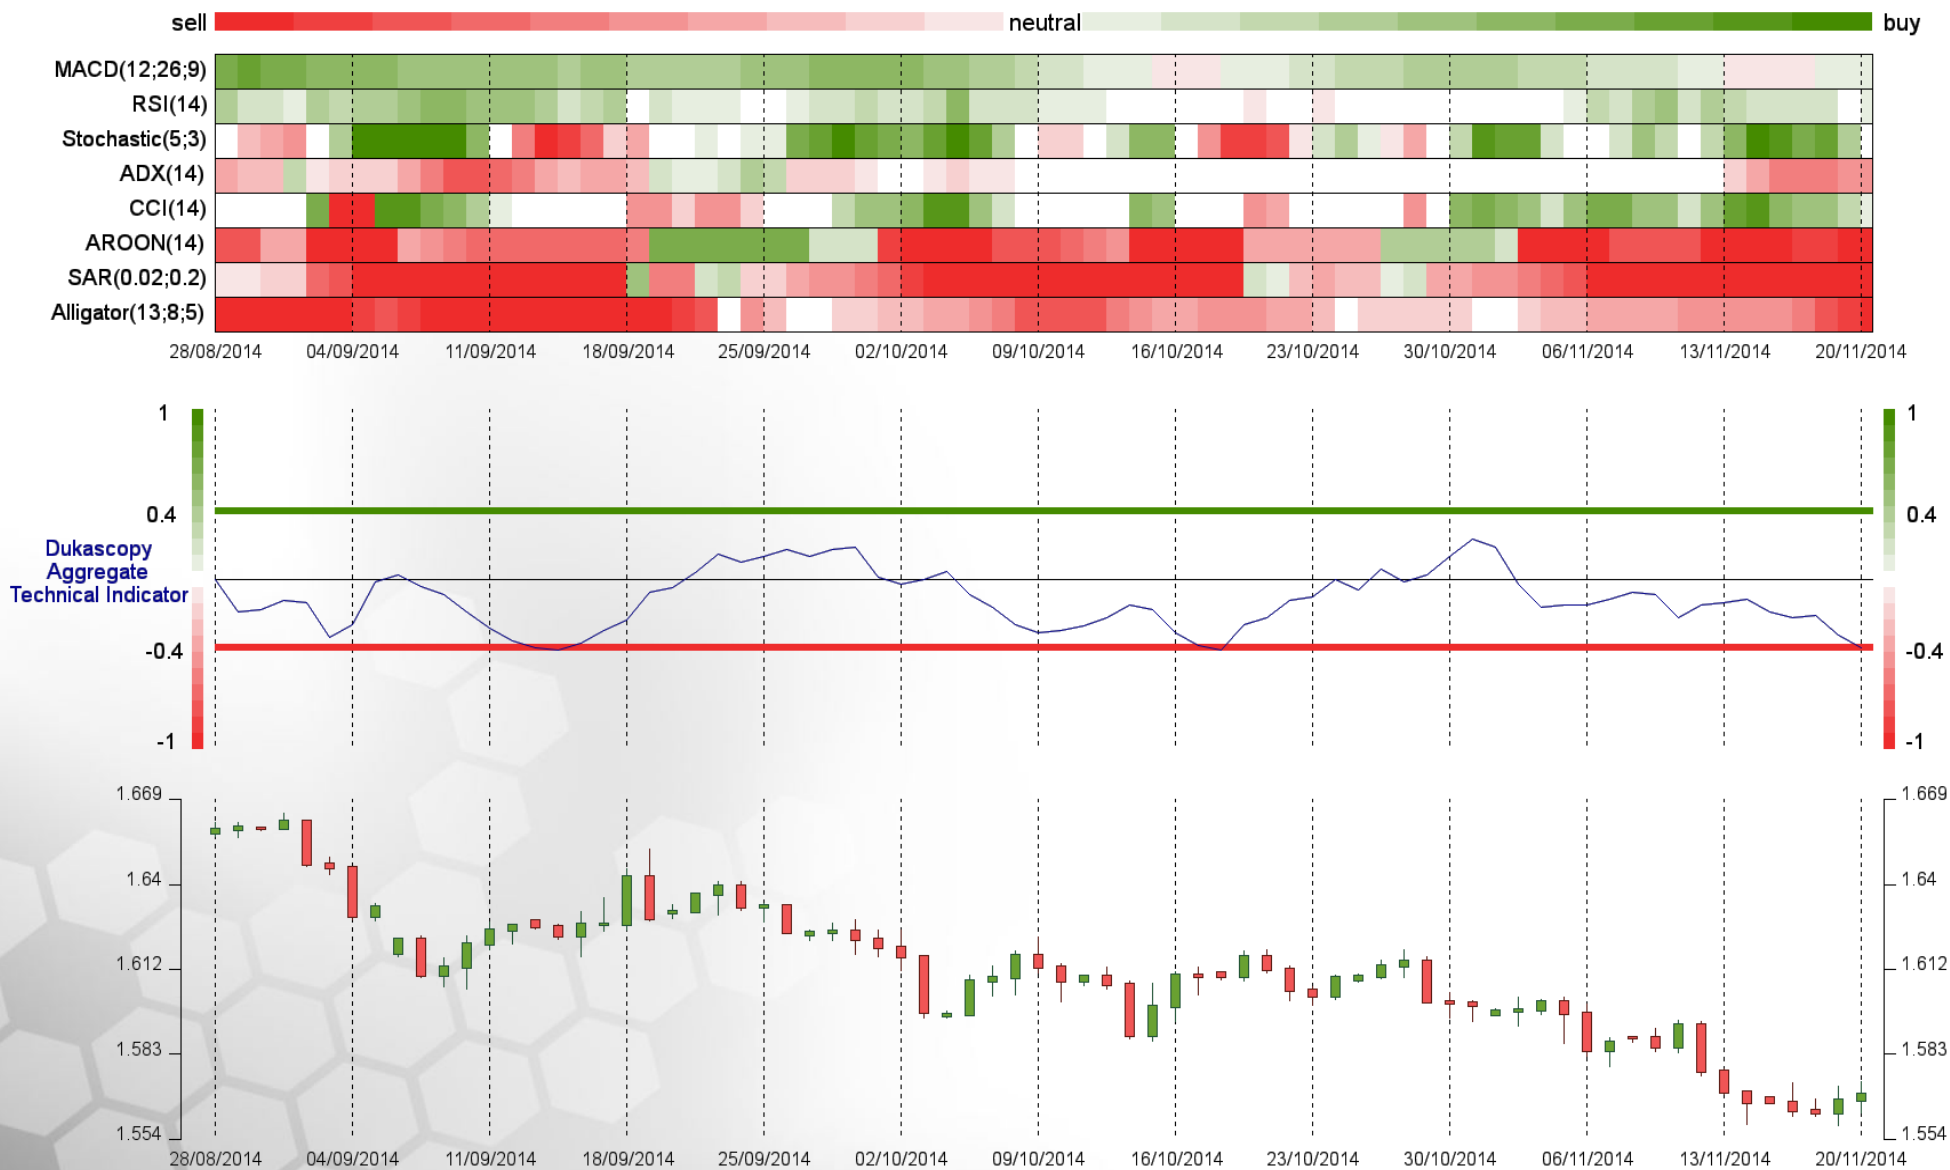 sell neutral buy
MACD(12;26;9)
RSI(14)
Stochastic(5;3)
ADX(14)
CCI(14)
AROON(14)
SAR(0.02;0.2)
Alligator(13;8;5)
28/08/2014 04/09/2014 11/09/2014 18/09/2014 25/09/2014 02/10/2014 09/10/2014 16/10/2014 23/10/2014 30/10/2014 06/11/2014 13/11/2014 20/11/2014
1 1
0.4 0.4
Dukascopy
Aggregate
Technical Indicator
-0.4 -0.4
-1 -1
1.669 1.669
1.64 1.64
1.612 1.612
1.583 1.583
1.554 1.554
28/08/2014 04/09/2014 11/09/2014 18/09/2014 25/09/2014 02/10/2014 09/10/2014 16/10/2014 23/10/2014 30/10/2014 06/11/2014 13/11/2014 20/11/2014